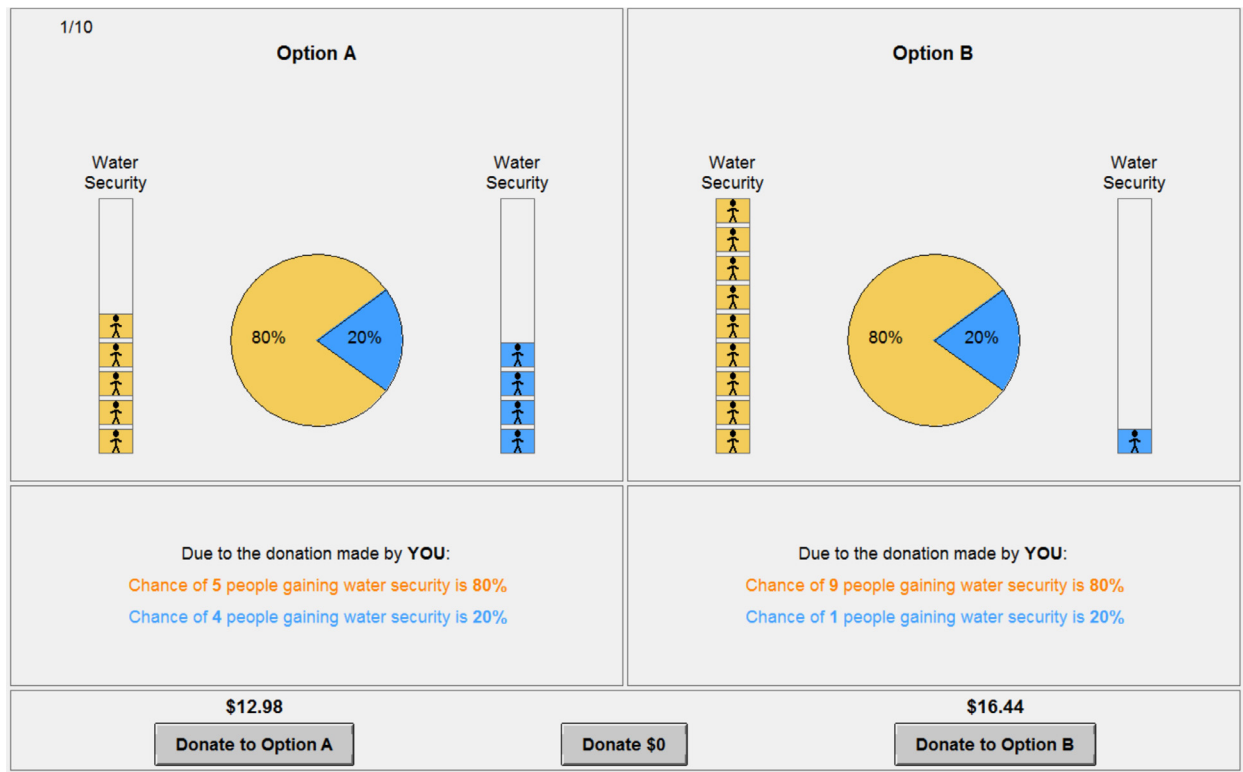 1/10
Option A
Water
Security
Water
Security
80%
20%
Due to the donation made by YOU:
Chance of 5 people gaining water security is 80%
Chance of 4 people gaining water security is 20%
Option B
Water
Security
Water
Security
80%
20%
Due to the donation made by YOU:
Chance of 9 people gaining water security is 80%
Chance of 1 people gaining water security is 20%
$12.98
Donate to Option A
Donate $0
$16.44
Donate to Option B